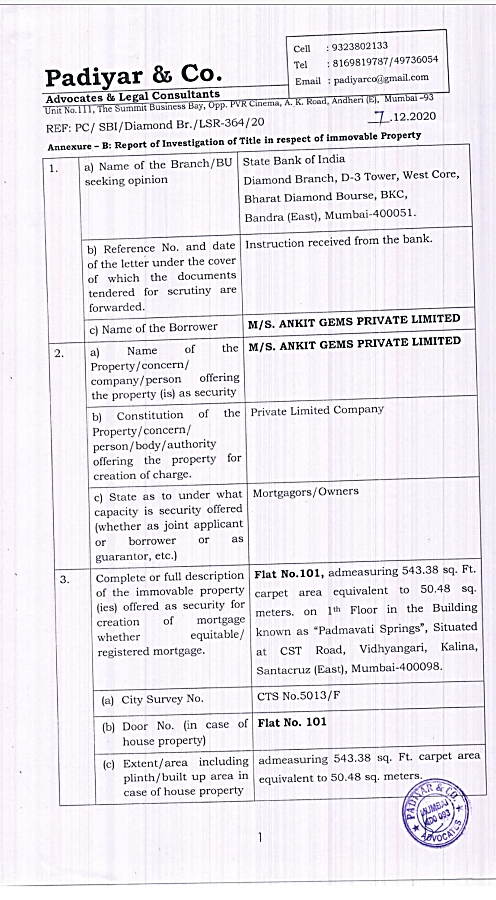 Cell : 9323802133
Tel : 8169819787/49736054
Email : padiyarco@gmail.com
Padiyar & Co.
Advocates & Legal Consultants
Unit No.111, The Summit Business Bay, Opp. PVR Cinema, A. K. Road, Andheri (E), Mumbai –93
REF: PC/ SBI/Diamond Br./LSR-364/20
7.12.2020
Annexure – B: Report of Investigation of Title in respect of immovable Property
1.
a) Name of the Branch/BU
seeking opinion
State Bank of India
Diamond Branch, D-3 Tower, West Core,
Bharat Diamond Bourse, BKC,
Bandra (East), Mumbai-400051.
b) Reference No. and date
of the letter under the cover
of which the documents
tendered for scrutiny are
forwarded.
Instruction received from the bank.
c) Name of the Borrower
M/S. ANKIT GEMS PRIVATE LIMITED
2.
a) Name of the
Property/concern/
company/person offering
the property (is) as security
M/S. ANKIT GEMS PRIVATE LIMITED
b) Constitution of the
Property/concern/
person/body/authority
offering the property for
creation of charge.
Private Limited Company
c) State as to under what
capacity is security offered
(whether as joint applicant
or borrower or as
guarantor, etc.)
Mortgagors/Owners
3.
Complete or full description
of the immovable property
(ies) offered as security for
creation of mortgage
whether equitable/
registered mortgage.
Flat No.101, admeasuring 543.38 sq. Ft.
carpet area equivalent to 50.48 sq.
meters. on 1th Floor in the Building
known as “Padmavati Springs”, Situated
at CST Road, Vidhyangari, Kalina,
Santacruz (East), Mumbai-400098.
(a) City Survey No.
CTS No.5013/F
(b) Door No. (in case of
house property)
Flat No. 101
(c) Extent/area including
plinth/built up area in
case of house property
admeasuring 543.38 sq. Ft. carpet area
equivalent to 50.48 sq. meters.
PADIYAR & CO.
MUMBAI
400 093
ADVOCATES
1